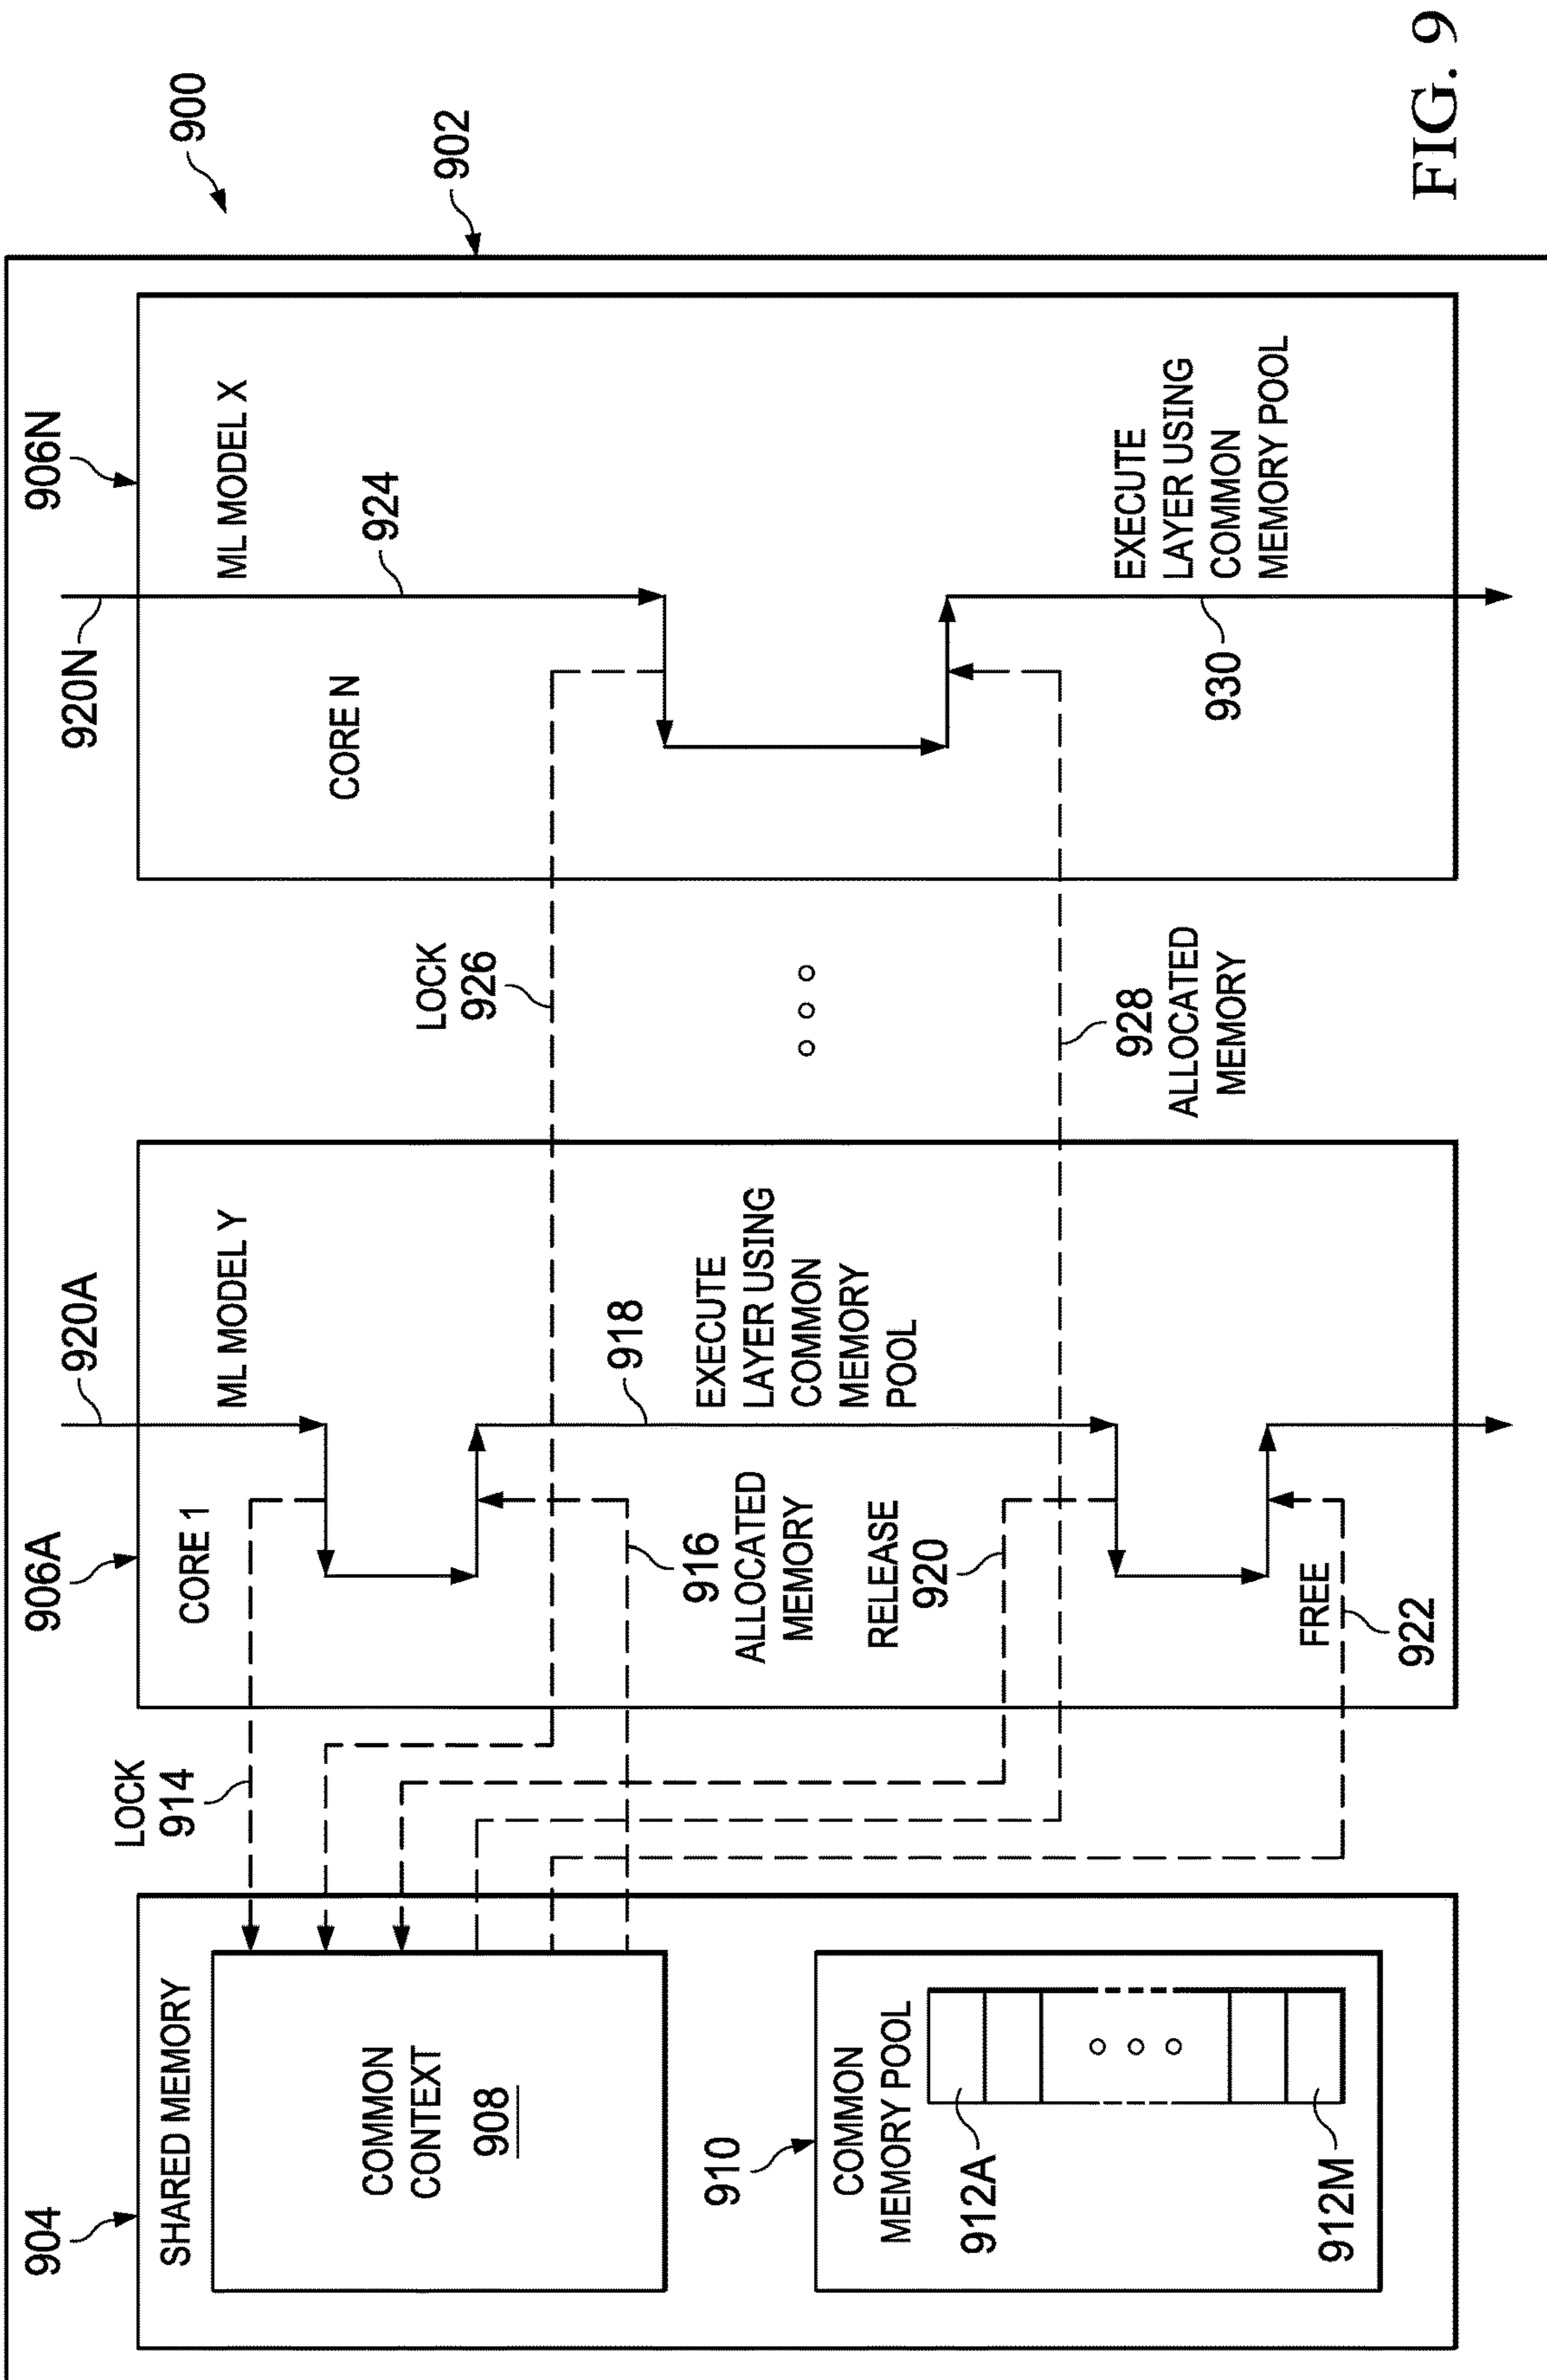 900
902
904
SHARED MEMORY
COMMON
CONTEXT
908
910
COMMON
MEMORY POOL
912A
912M
LOCK
914
906A
920A
CORE 1
ML MODEL Y
916
ALLOCATED
MEMORY
918
EXECUTE
LAYER USING
COMMON
MEMORY
POOL
RELEASE
920
FREE
922
LOCK
926
928
ALLOCATED
MEMORY
906N
920N
CORE N
ML MODEL X
924
930
EXECUTE
LAYER USING
COMMON
MEMORY POOL
FIG. 9